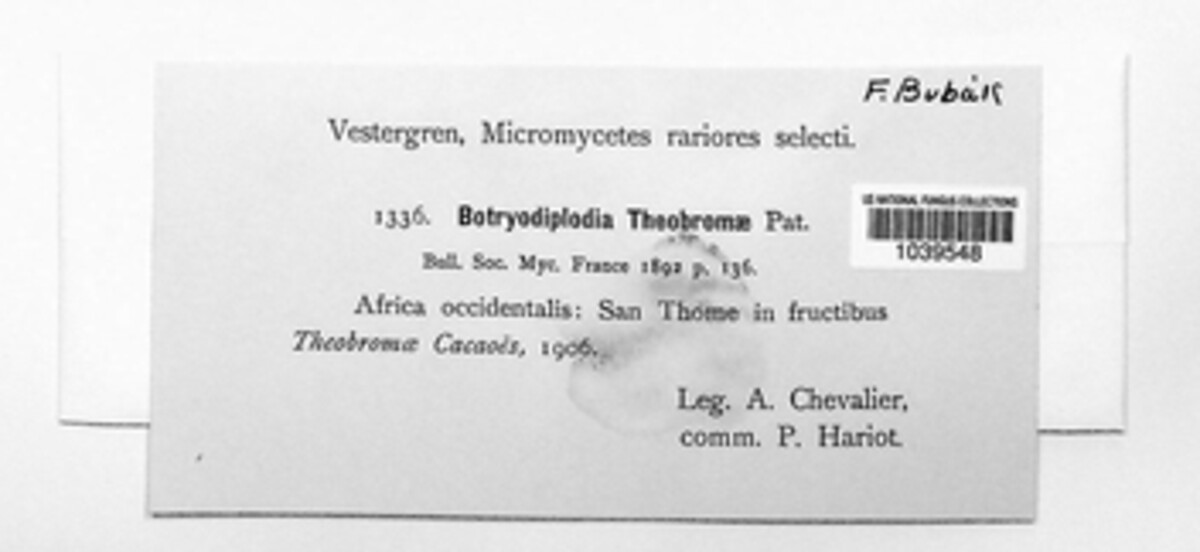 F. Bubák
Vestergren, Micromycetes rariores selecti.
US NATIONAL FUNGUS COLLECTIONS
1039548
1336. Botryodiplodia Theobromæ Pat.
Bull. Soc. Myc. France 1892 p. 136.
Africa occidentalis: San Thome in fructibus
Theobromæ Cacaoës, 1906.
Leg. A. Chevalier,
comm. P. Hariot.